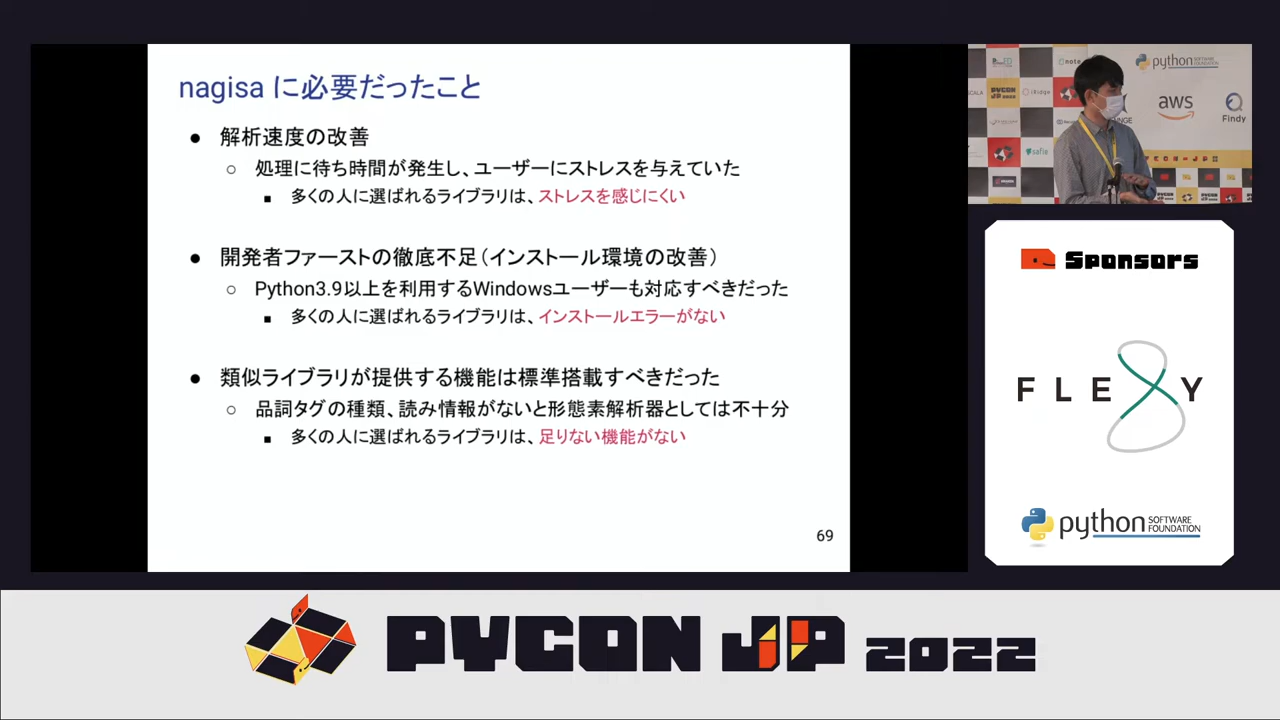 nagisa に必要だったこと
● 解析速度の改善
○ 処理に待ち時間が発生し、ユーザーにストレスを与えていた
■ 多くの人に選ばれるライブラリは、ストレスを感じにくい
● 開発者ファーストの徹底不足（インストール環境の改善）
○ Python3.9以上を利用するWindowsユーザーも対応すべきだった
■ 多くの人に選ばれるライブラリは、インストールエラーがない
● 類似ライブラリが提供する機能は標準搭載すべきだった
○ 品詞タグの種類、読み情報がないと形態素解析器としては不十分
■ 多くの人に選ばれるライブラリは、足りない機能がない
69
note
python
SOFTWARE FOUNDATION
iRidge
aws
Findy
safie
Sponsors
FLEXY
python
SOFTWARE
FOUNDATION
PYCON JP 2022